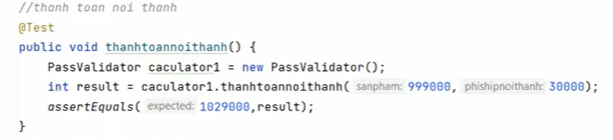 //thanh toan noi thanh
@Test
public void thanhtoannoithanh() {
PassValidator caculator1 = new PassValidator();
int result = caculator1.thanhtoannoithanh( sanpham: 999000, phishipnoithanh: 30000);
assertEquals( expected: 1029000,result);
}